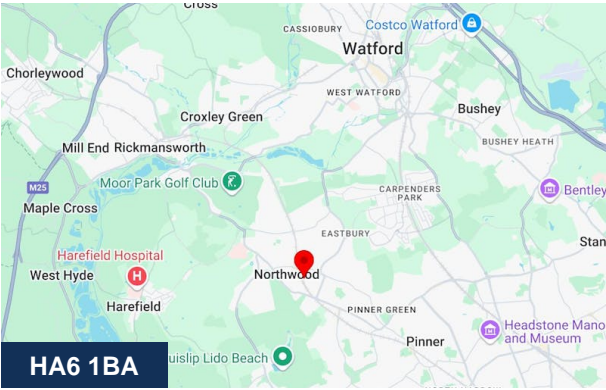 Cross
CASSIOBURY
Costco Watford
Watford
Chorleywood
WEST WATFORD
Croxley Green
Bushey
Mill End Rickmansworth
BUSHEY HEATH
M25
Moor Park Golf Club
CARPENDERS
PARK
Bentley
Maple Cross
EASTBURY
Stan
Harefield Hospital
H
West Hyde
Northwood
Harefield
PINNER GREEN
Headstone Mano
and Museum
Pinner
uislip Lido Beach
HA6 1BA